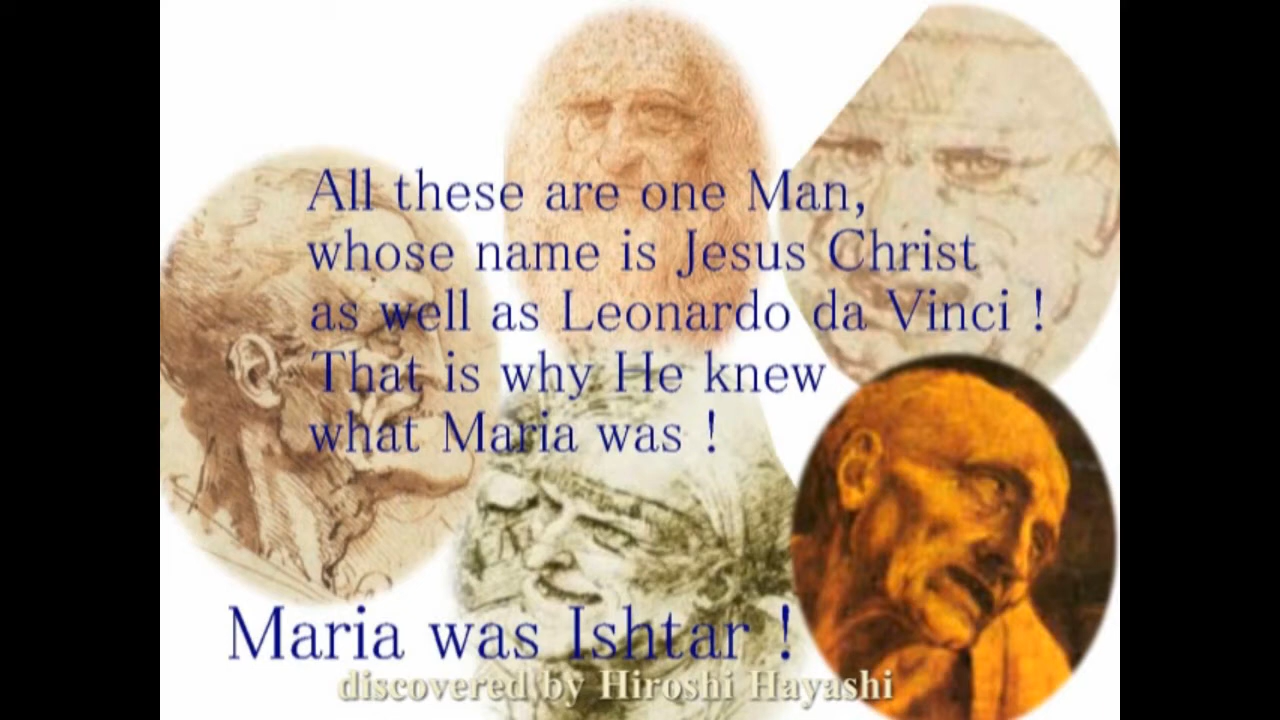 All these are one Man,
whose name is Jesus Christ
as well as Leonardo da Vinci !
That is why He knew
what Maria was !
Maria was Ishtar !
discovered by Hiroshi Hayashi